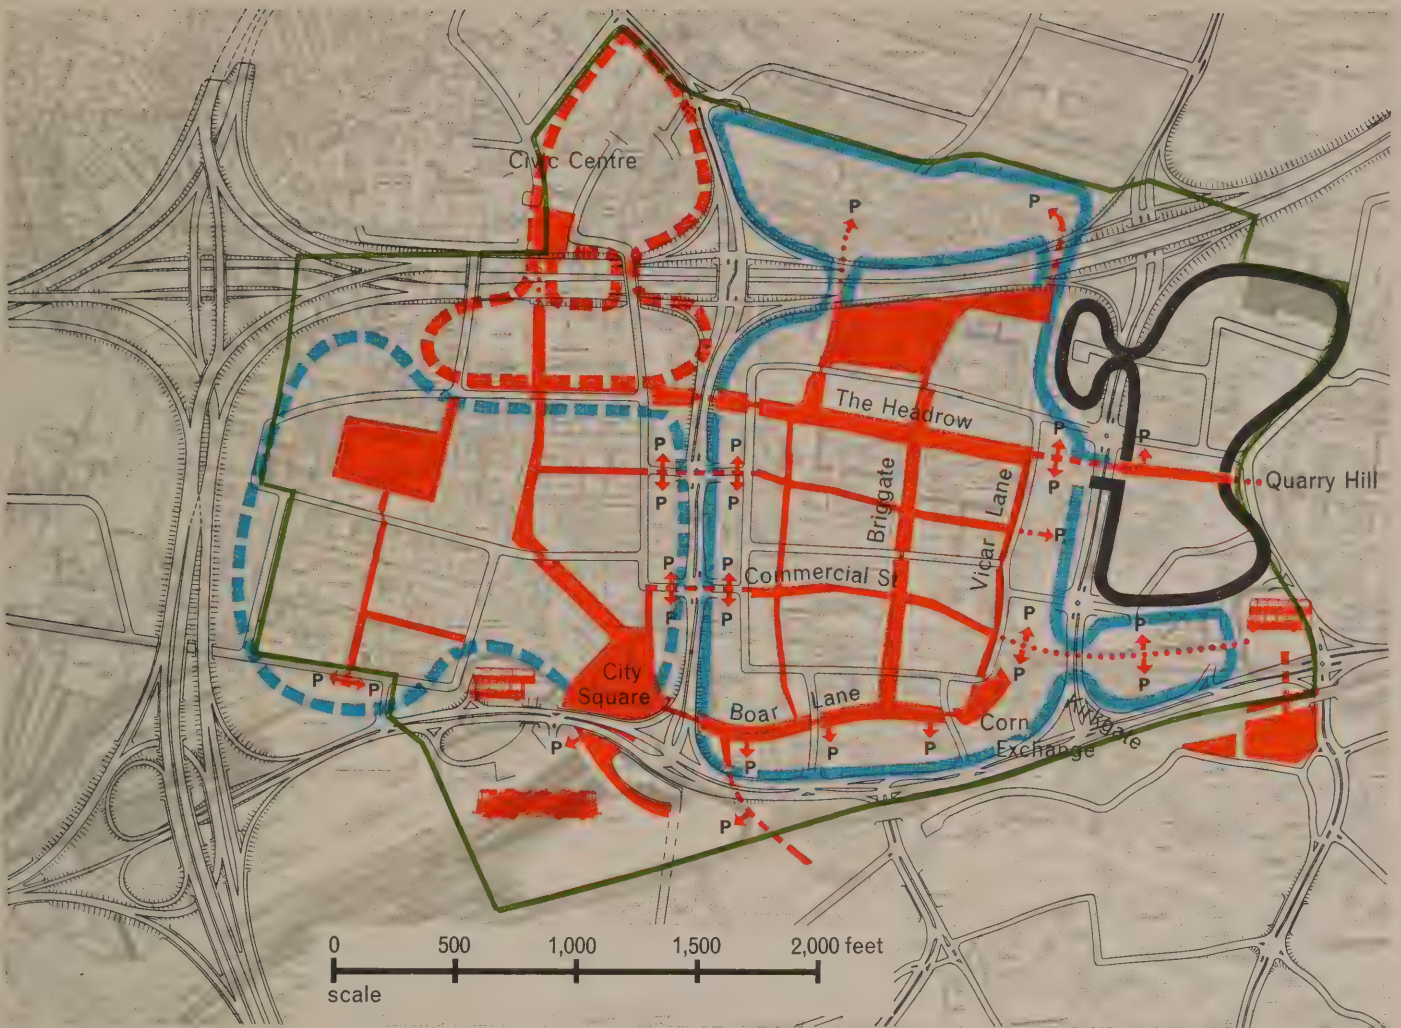 Civic Centre
P
P
The Headrow
P
P
P
P
Quarry Hill
P
P
P
Briggate
Vicar Lane
P
P
P
Commercial St
P
P
P
P
City
Square
P
P
P
P
Boar Lane
Corn
Exchange
Kirkgate
P
P
P
P
P
0 500 1,000 1,500 2,000 feet
scale